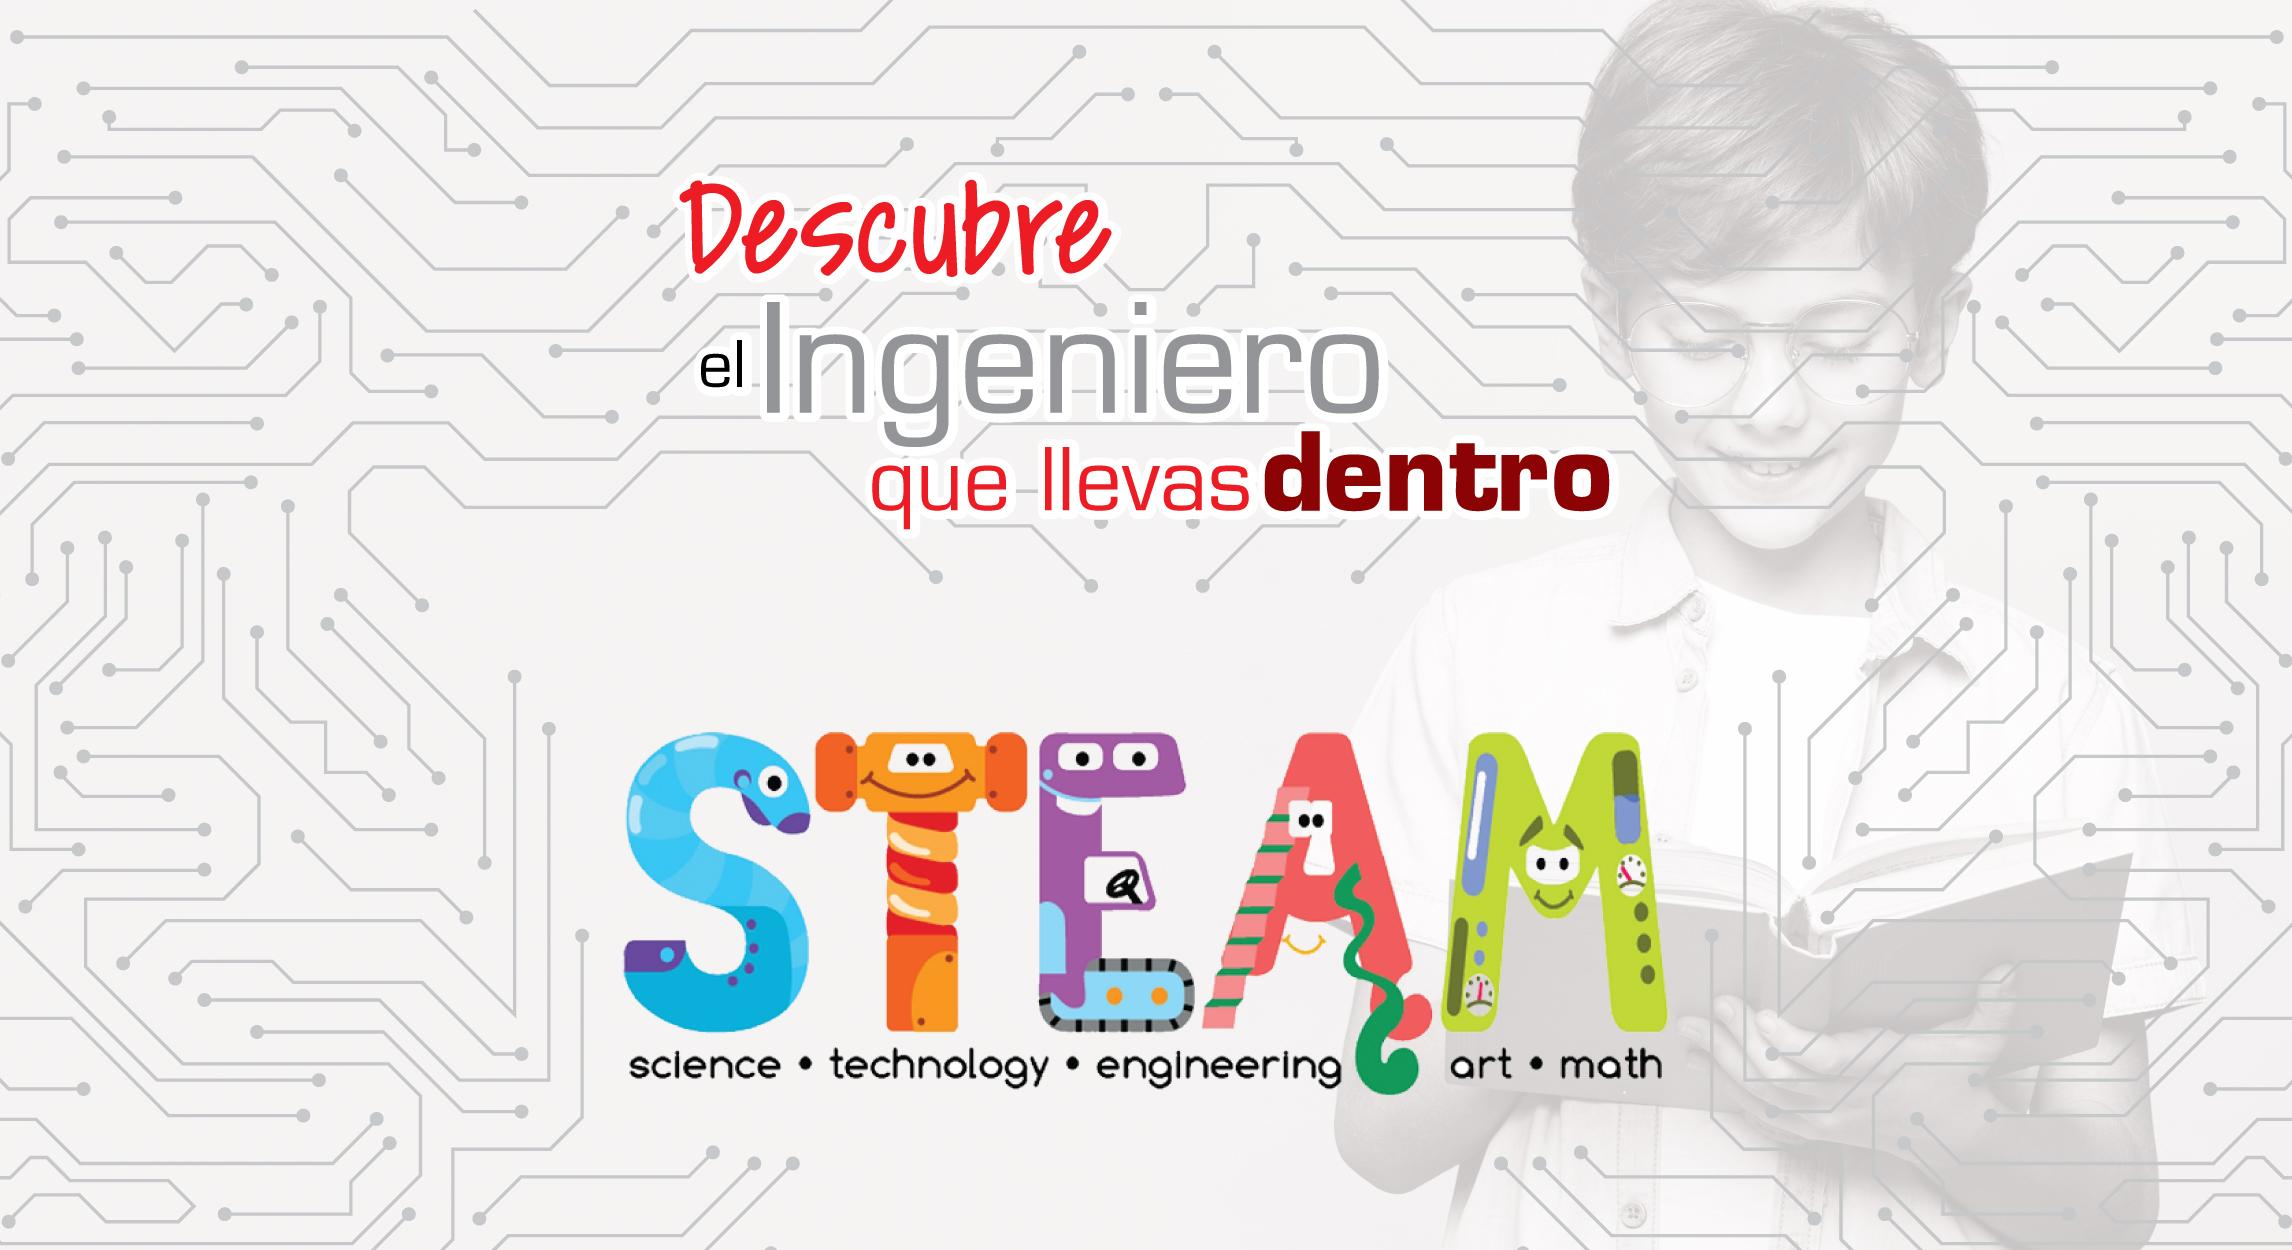 Descubre
el Ingeniero
que llevas dentro
STEAM
science • technology • engineering art • math